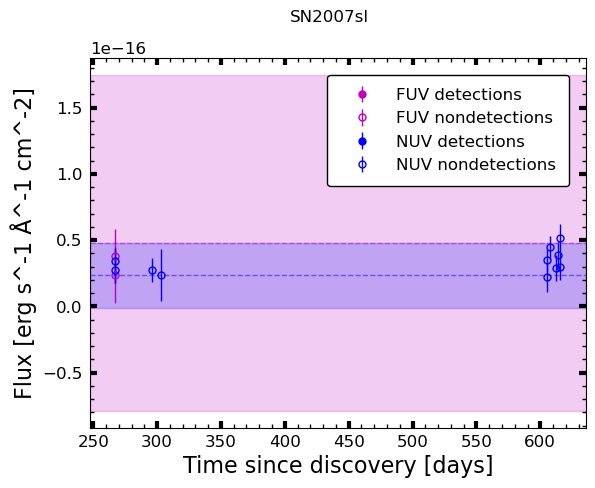 SN2007sl
1e−16
FUV detections
FUV nondetections
NUV detections
NUV nondetections
1.5
1.0
0.5
0.0
−0.5
Flux [erg s^-1 Å^-1 cm^-2]
250 300 350 400 450 500 550 600
Time since discovery [days]